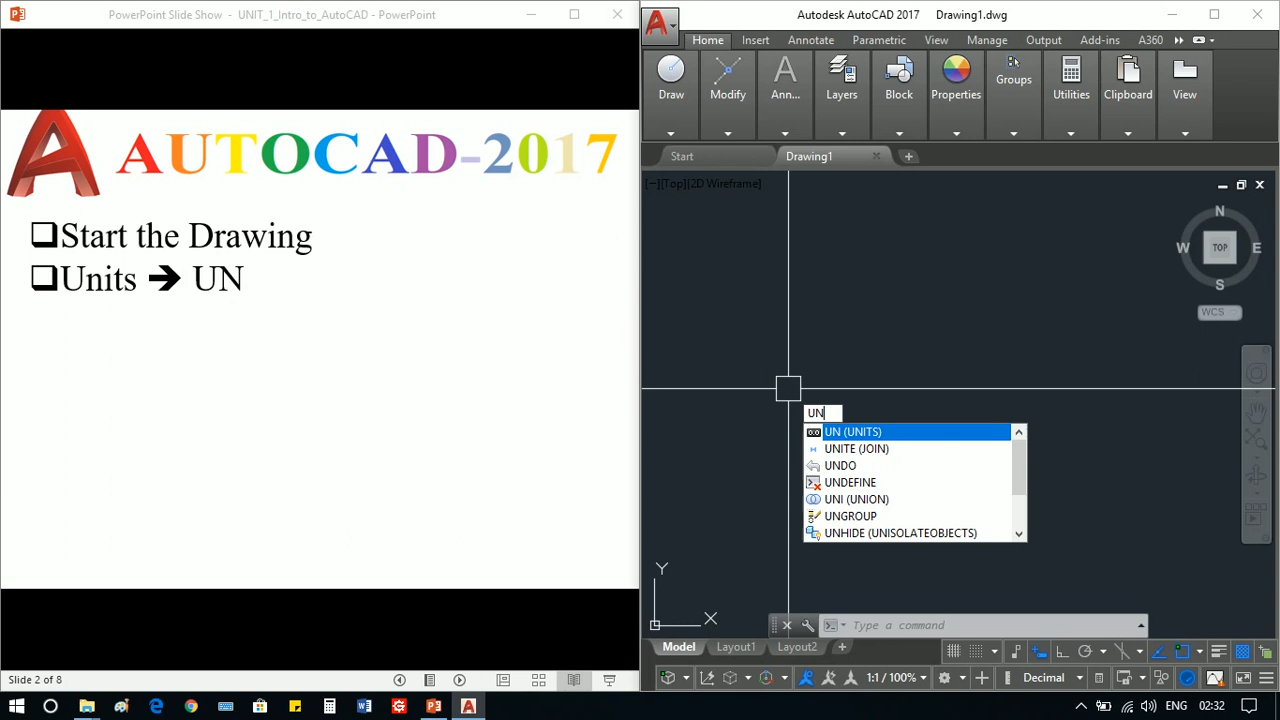 PowerPoint Slide Show - UNIT_1_Intro_to_AutoCAD - PowerPoint
AUTOCAD-2017
Start the Drawing
Units ➔ UN
Slide 2 of 8
Autodesk AutoCAD 2017 Drawing1.dwg
Home Insert Annotate Parametric View Manage Output Add-ins A360
Draw Modify Ann... Layers Block Properties Groups Utilities Clipboard View
Start Drawing1
[−][Top][2D Wireframe]
N
W TOP E
S
WCS
UN
UN (UNITS)
UNITE (JOIN)
UNDO
UNDEFINE
UNI (UNION)
UNGROUP
UNHIDE (UNISOLATEOBJECTS)
Y
X
Type a command
Model Layout1 Layout2
1:1 / 100% Decimal
ENG 02:32